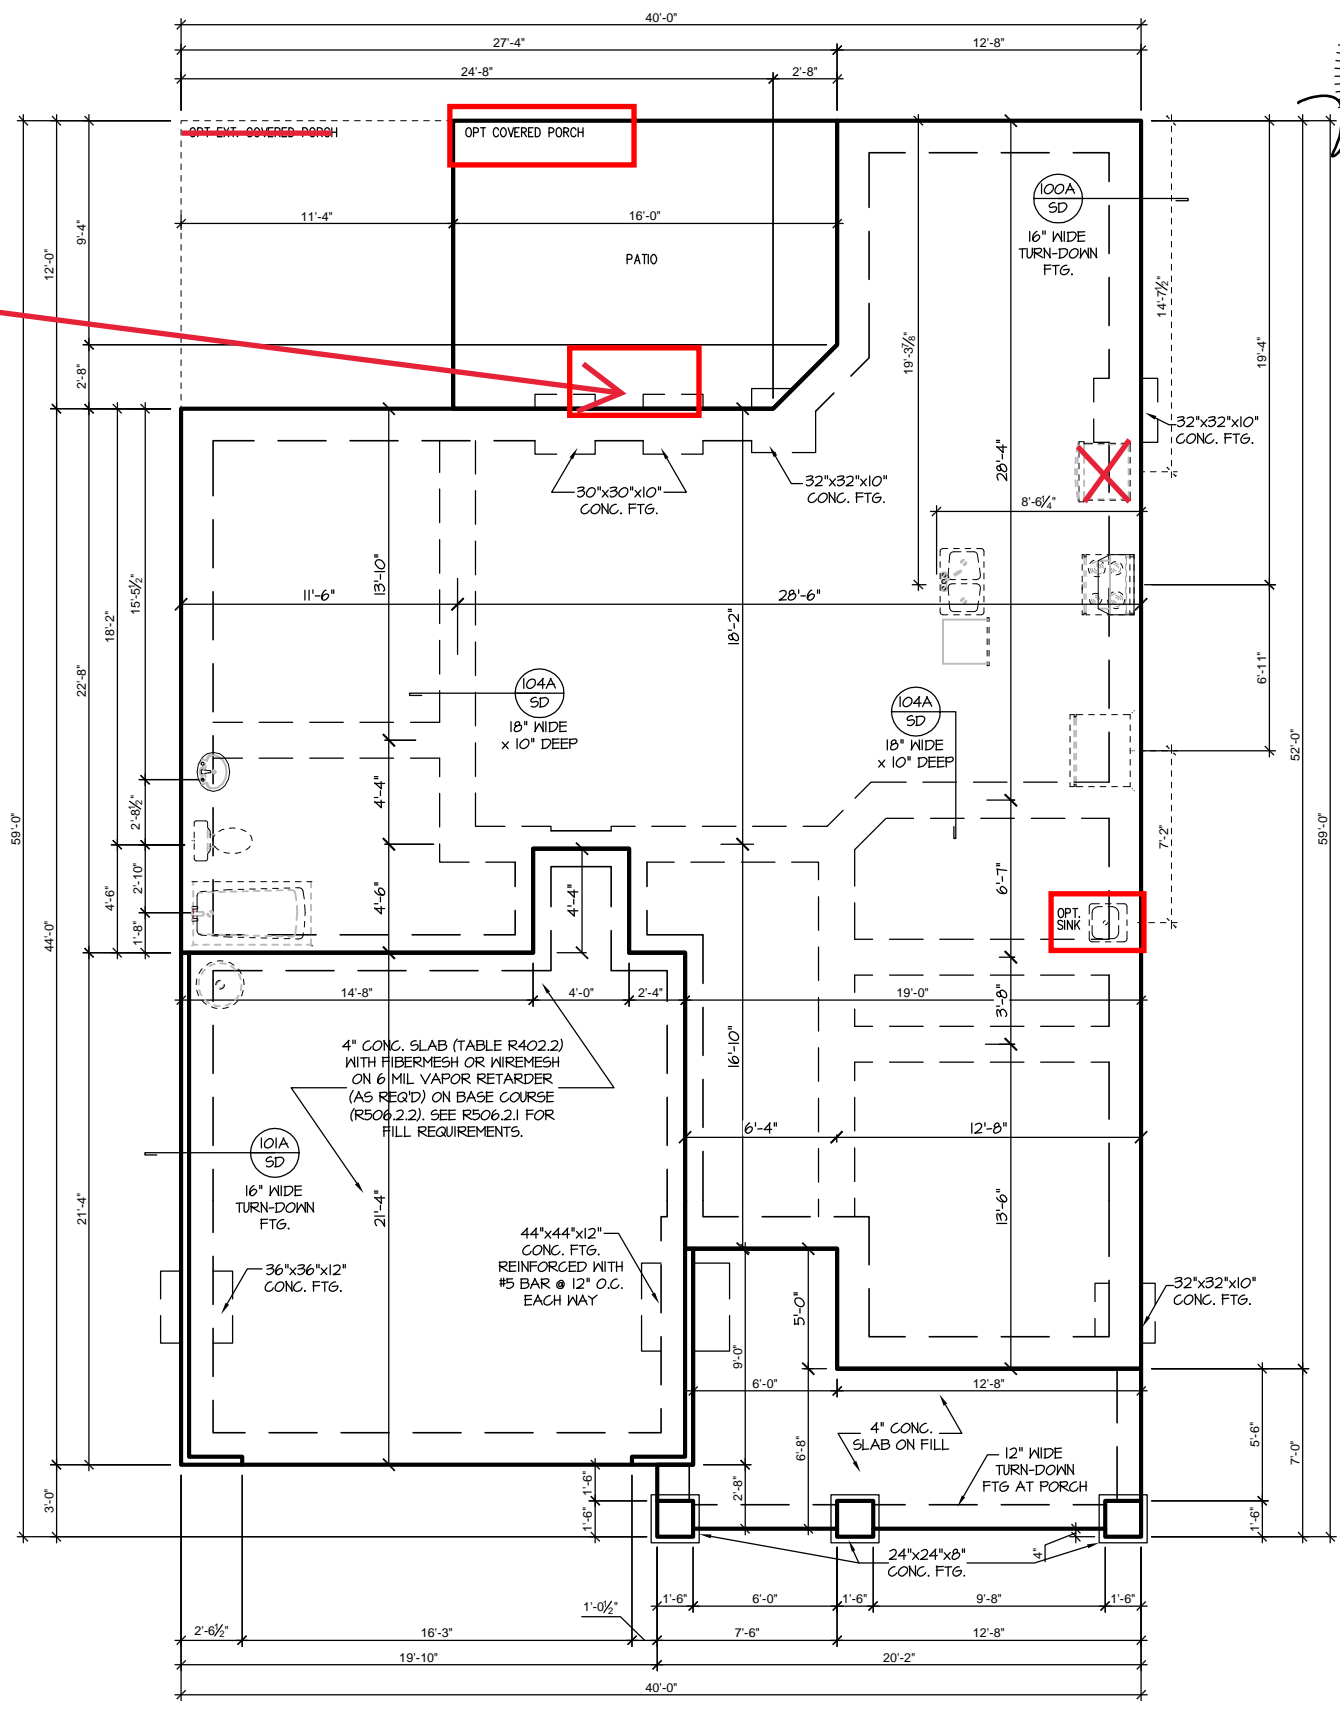 40'-0"
27'-4"
12'-8"
24'-8"
2'-8"
OPT EXT. COVERED PORCH
OPT COVERED PORCH
100A
SD
16" WIDE
TURN-DOWN
FTG.
11'-4"
16'-0"
PATIO
9'-4"
12'-0"
2'-8"
14'-7½"
19'-4"
19'-3⅞"
32"x32"x10"
CONC. FTG.
28'-4"
30"x30"x10"
CONC. FTG.
32"x32"x10"
CONC. FTG.
8'-6¼"
13'-10"
15'-5½"
18'-2"
22'-8"
11'-6"
28'-6"
18'-2"
6'-11"
104A
SD
18" WIDE
x 10" DEEP
104A
SD
18" WIDE
x 10" DEEP
52'-0"
59'-0"
59'-0"
4'-4"
2'-8½"
7'-2"
4'-6"
2'-10"
4'-6"
1'-8"
4'-4"
6'-7"
OPT.
SINK
44'-0"
14'-8"
4'-0"
2'-4"
19'-0"
3'-8"
4" CONC. SLAB (TABLE R402.2)
WITH FIBERMESH OR WIREMESH
ON 6 MIL VAPOR RETARDER
(AS REQ'D) ON BASE COURSE
(R506.2.2). SEE R506.2.1 FOR
FILL REQUIREMENTS.
16'-10"
6'-4"
12'-8"
101A
SD
16" WIDE
TURN-DOWN
FTG.
21'-4"
21'-4"
13'-6"
44"x44"x12"
CONC. FTG.
REINFORCED WITH
#5 BAR @ 12" O.C.
EACH WAY
36"x36"x12"
CONC. FTG.
32"x32"x10"
CONC. FTG.
5'-0"
9'-0"
6'-0"
12'-8"
4" CONC.
SLAB ON FILL
6'-8"
12" WIDE
TURN-DOWN
FTG AT PORCH
5'-6"
7'-0"
3'-0"
1'-6"
1'-6"
2'-8"
1'-6"
4"
24"x24"x8"
CONC. FTG.
1'-6"
6'-0"
1'-6"
9'-8"
1'-6"
1'-0½"
2'-6½"
16'-3"
7'-6"
12'-8"
19'-10"
20'-2"
40'-0"